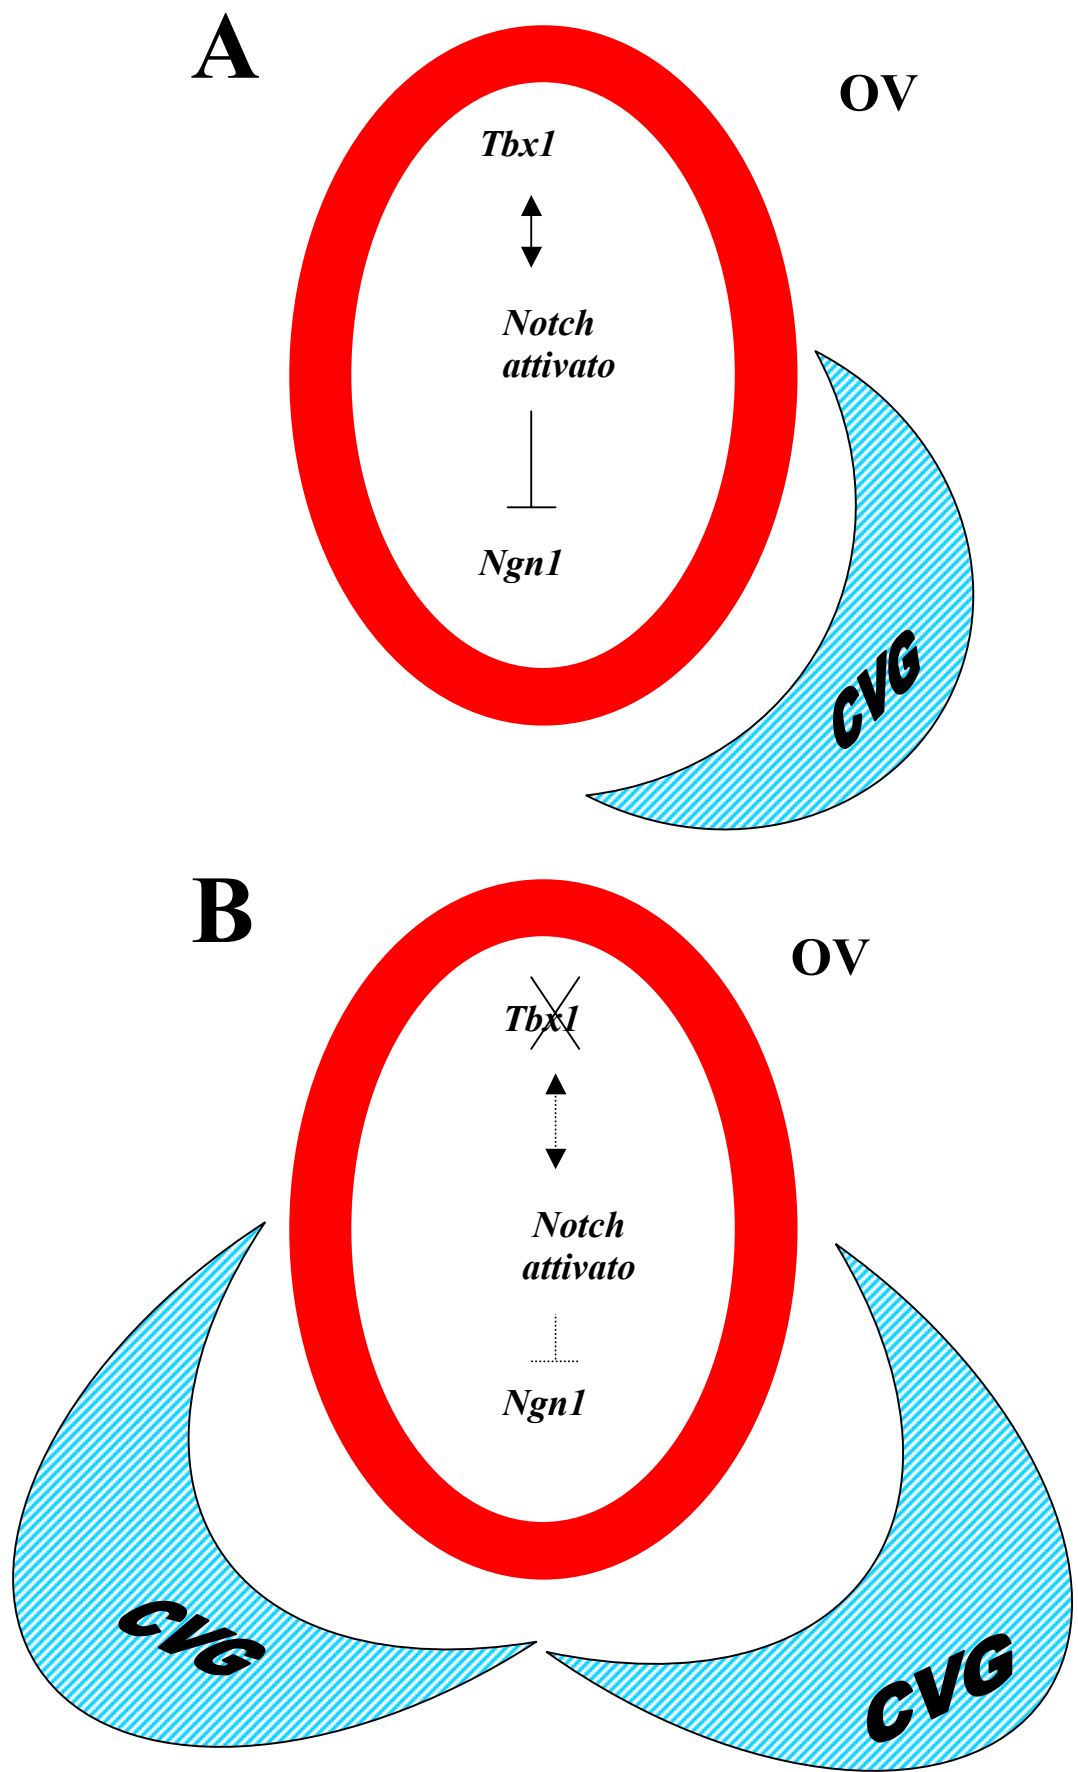 A
OV
Tbx1
Notch
attivato
Ngn1
CVG
B
OV
Tbx1
Notch
attivato
Ngn1
CVG
CVG